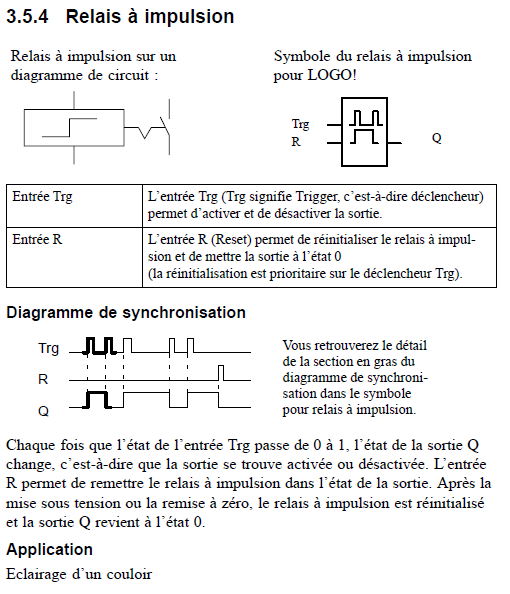 3.5.4 Relais à impulsion
Relais à impulsion sur un
diagramme de circuit :
Symbole du relais à impulsion
pour LOGO!
Trg
R
Q
Entrée Trg
L'entrée Trg (Trg signifie Trigger, c'est-à-dire déclencheur)
permet d'activer et de désactiver la sortie.
Entrée R
L'entrée R (Reset) permet de réinitialiser le relais à impul-
sion et de mettre la sortie à l'état 0
(la réinitialisation est prioritaire sur le déclencheur Trg).
Diagramme de synchronisation
Trg
R
Q
Vous retrouverez le détail
de la section en gras du
diagramme de synchroni-
sation dans le symbole
pour relais à impulsion.
Chaque fois que l'état de l'entrée Trg passe de 0 à 1, l'état de la sortie Q
change, c'est-à-dire que la sortie se trouve activée ou désactivée. L'entrée
R permet de remettre le relais à impulsion dans l'état de la sortie. Après la
mise sous tension ou la remise à zéro, le relais à impulsion est réinitialisé
et la sortie Q revient à l'état 0.
Application
Eclairage d'un couloir